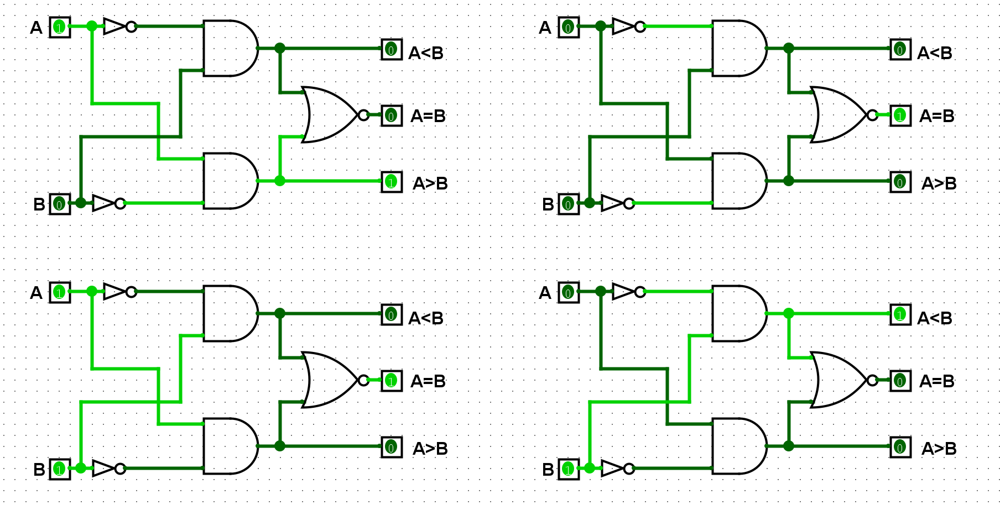 A 1 0 A<B
0 A=B
B 0 1 A>B
A 0 0 A<B
1 A=B
B 0 0 A>B
A 1 0 A<B
1 A=B
B 1 0 A>B
A 0 1 A<B
0 A=B
B 1 0 A>B